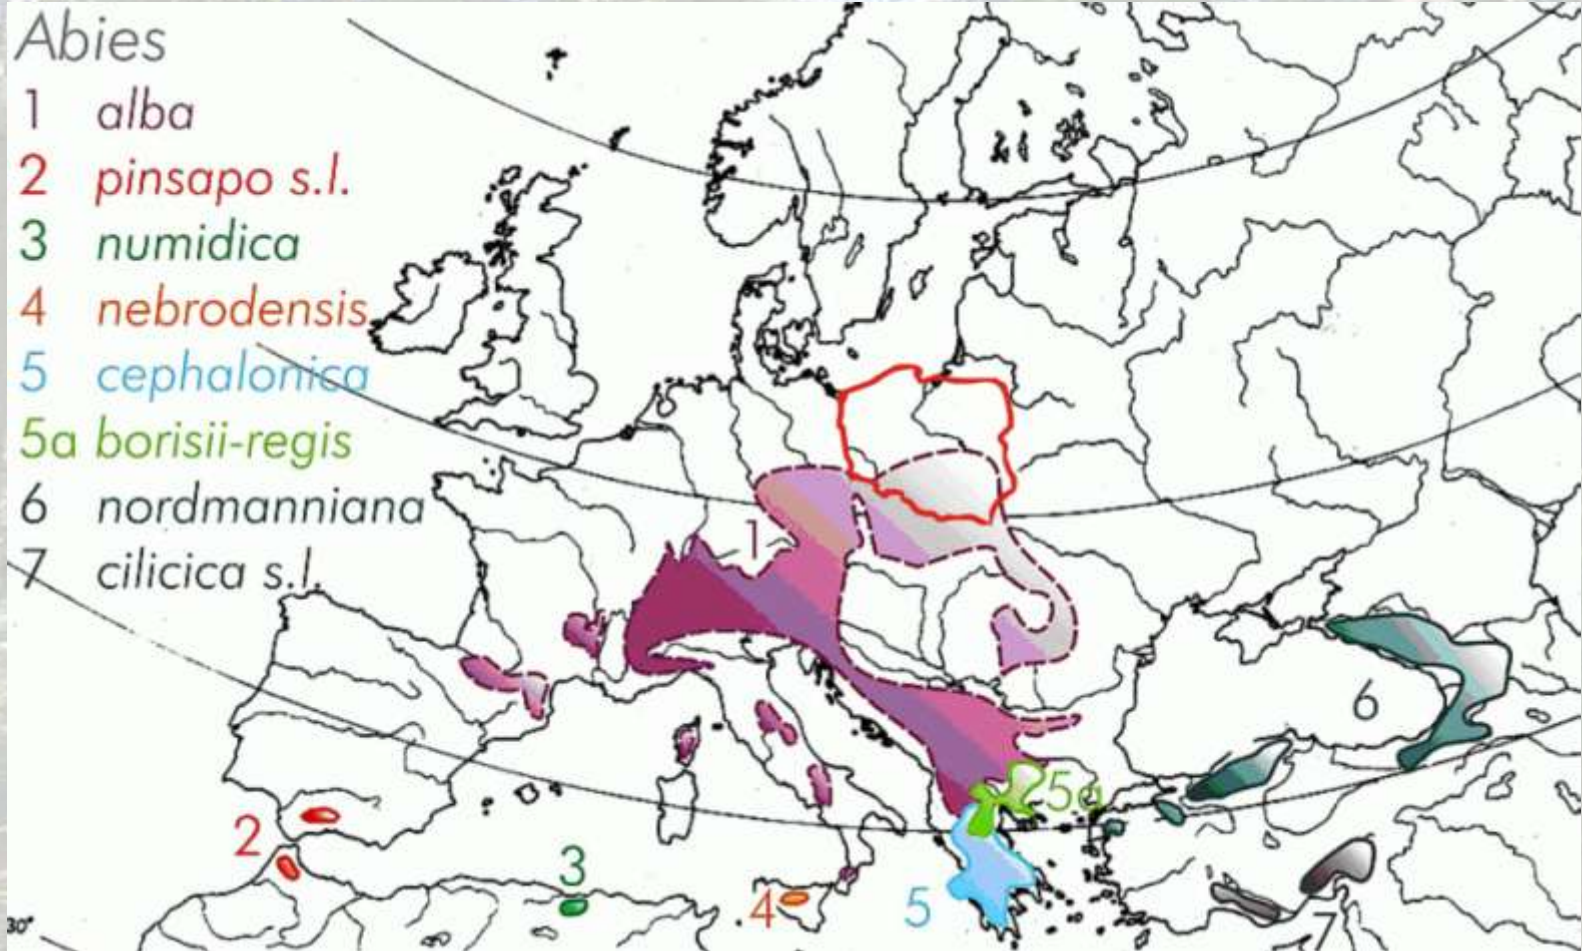 Abies
1 alba
2 pinsapo s.l.
3 numidica
4 nebrodensis
5 cephalonica
5a borisii-regis
6 nordmanniana
7 cilicica s.l.
1
6
5a
2
3
4
5
7
30°